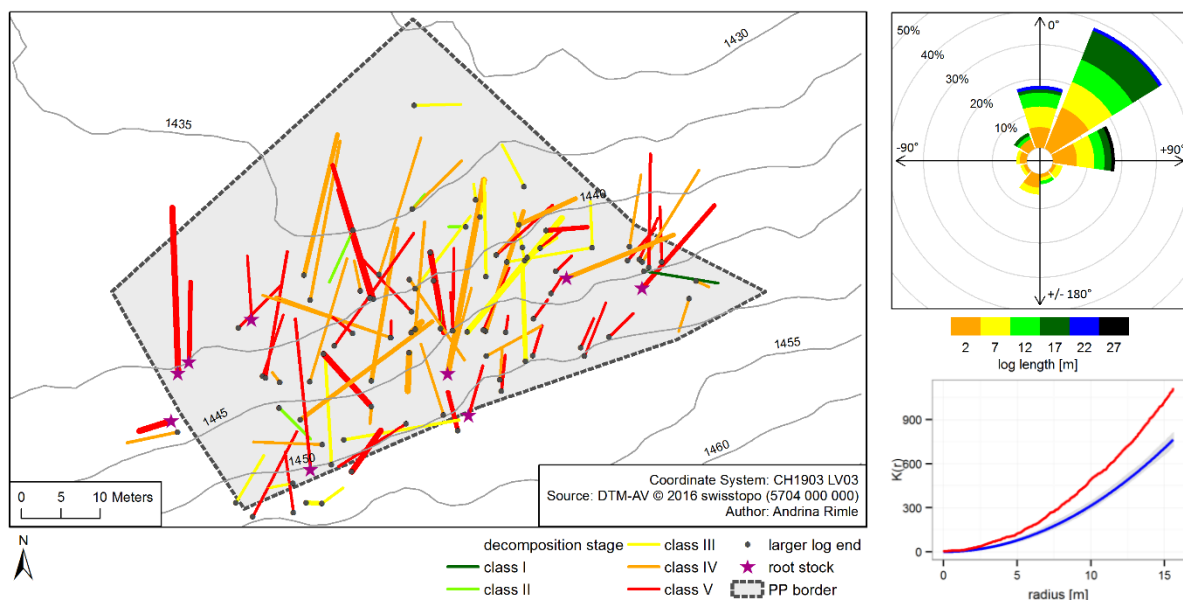 1430
1435
1440
1445
1450
1455
1460
0 5 10 Meters
Coordinate System: CH1903 LV03
Source: DTM-AV © 2016 swisstopo (5704 000 000)
Author: Andrina Rimle
N
decomposition stage
class I
class II
class III
class IV
class V
larger log end
root stock
PP border
50%
40%
30%
20%
10%
0°
-90°
+90°
+/- 180°
2 7 12 17 22 27
log length [m]
K(r)
900
600
300
0
0 5 10 15
radius [m]